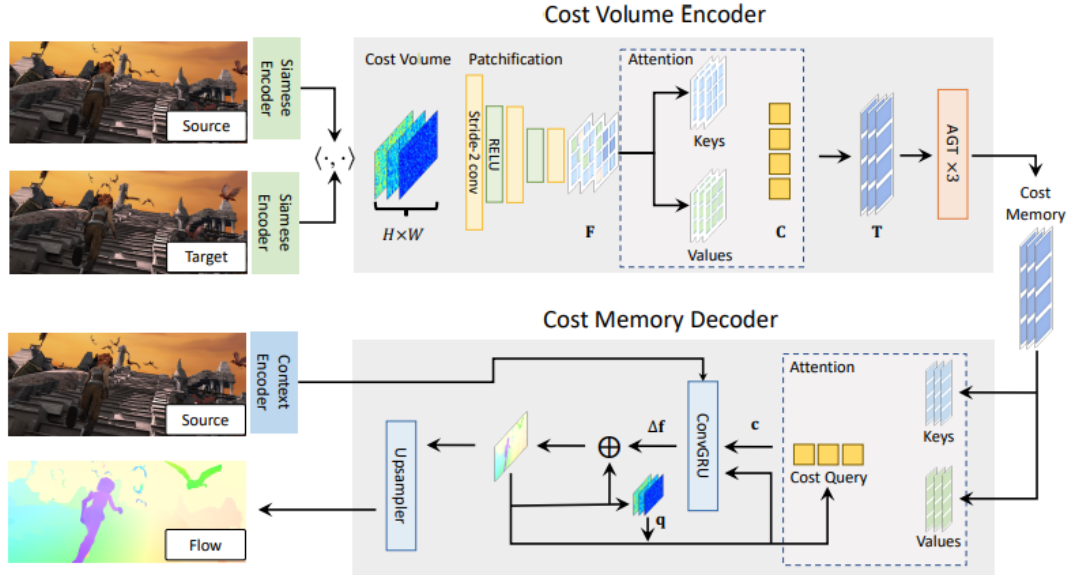 Cost Volume Encoder
Siamese
Encoder
Source
Siamese
Encoder
Target
⟨·,·⟩
Cost Volume
H×W
Patchification
Stride-2 conv
RELU
F
Attention
Keys
Values
C
T
AGT ×3
Cost
Memory
Cost Memory Decoder
Context
Encoder
Source
Flow
Upsampler
Δf
q
ConvGRU
c
Attention
Cost Query
Keys
Values